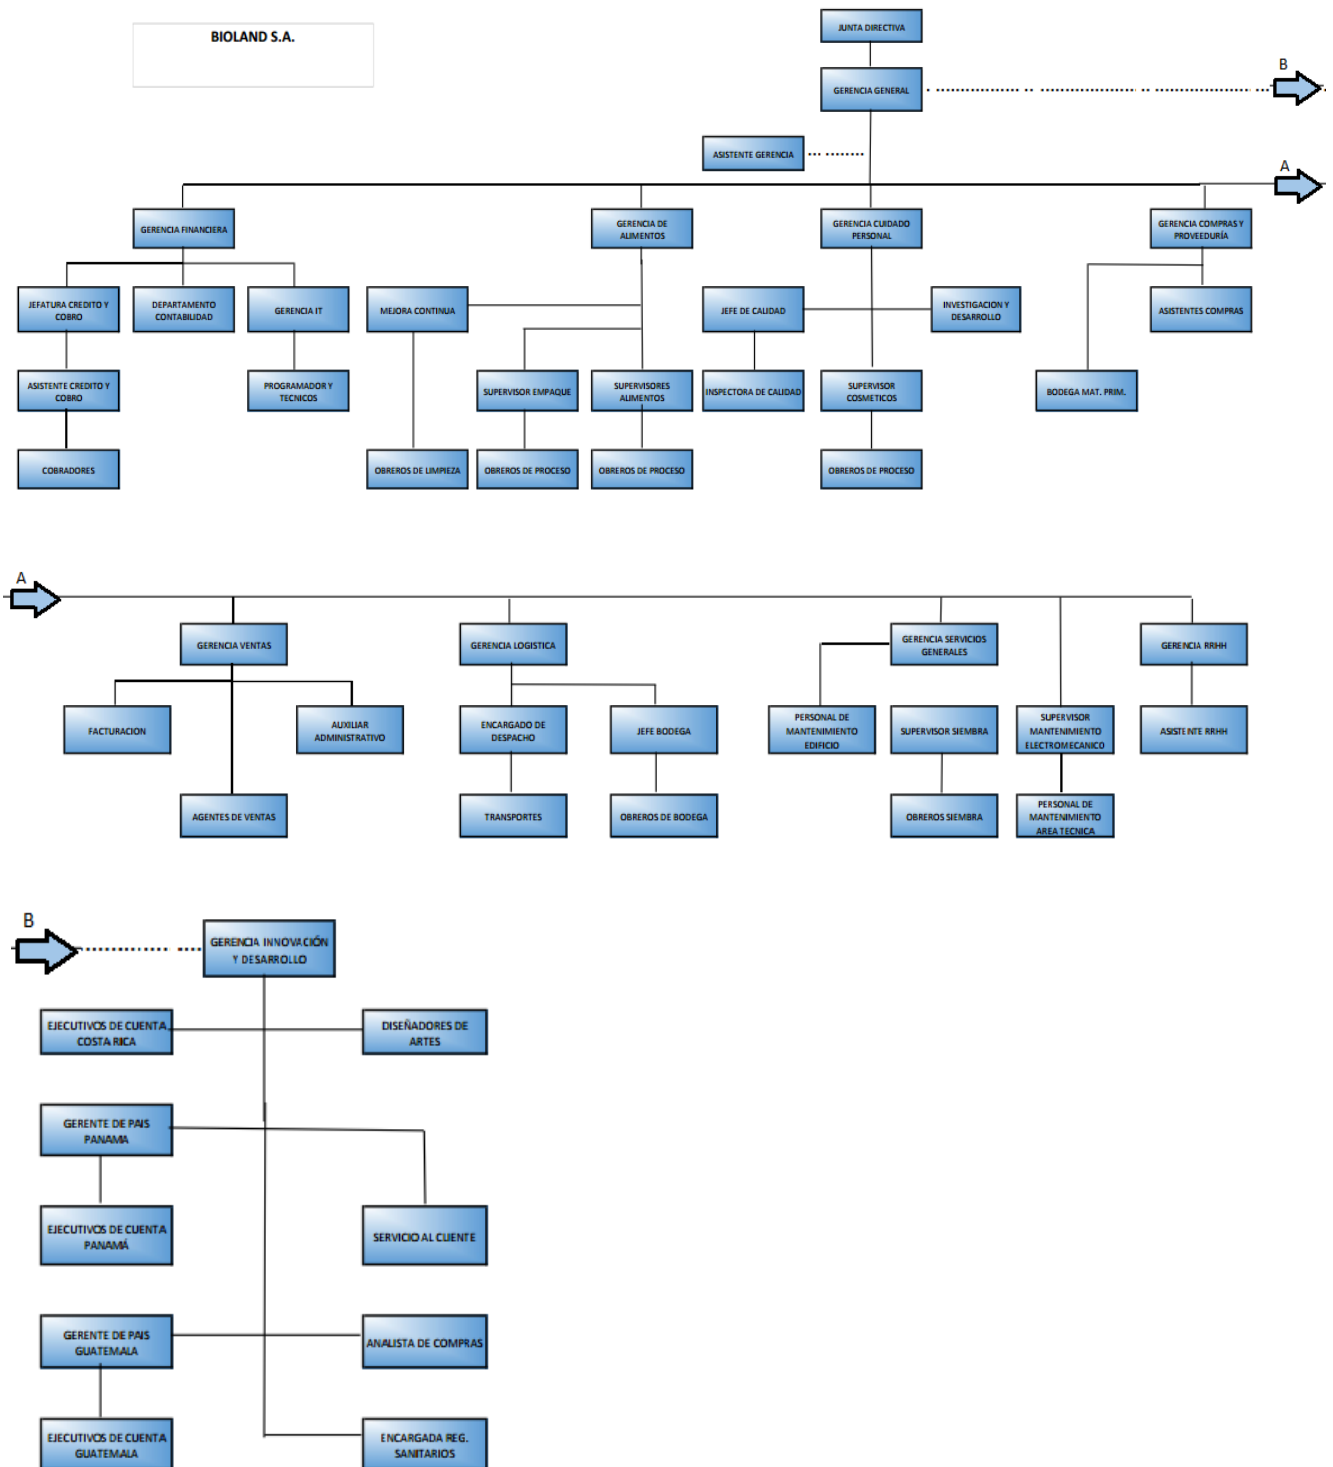 BIOLAND S.A.
JUNTA DIRECTIVA
B
GERENCIA GENERAL
ASISTENTE GERENCIA
A
GERENCIA FINANCIERA
GERENCIA DE
ALIMENTOS
GERENCIA CUIDADO
PERSONAL
GERENCIA COMPRAS Y
PROVEEDURÍA
JEFATURA CREDITO Y
COBRO
DEPARTAMENTO
CONTABILIDAD
GERENCIA IT
MEJORA CONTINUA
JEFE DE CALIDAD
INVESTIGACION Y
DESARROLLO
ASISTENTES COMPRAS
ASISTENTE CREDITO Y
COBRO
PROGRAMADOR Y
TECNICOS
SUPERVISOR EMPAQUE
SUPERVISORES
ALIMENTOS
INSPECTORA DE CALIDAD
SUPERVISOR
COSMETICOS
BODEGA MAT. PRIM.
COBRADORES
OBREROS DE LIMPIEZA
OBREROS DE PROCESO
OBREROS DE PROCESO
OBREROS DE PROCESO
A
GERENCIA VENTAS
GERENCIA LOGISTICA
GERENCIA SERVICIOS
GENERALES
GERENCIA RRHH
FACTURACION
AUXILIAR
ADMINISTRATIVO
ENCARGADO DE
DESPACHO
JEFE BODEGA
PERSONAL DE
MANTENIMIENTO
EDIFICIO
SUPERVISOR SIEMBRA
SUPERVISOR
MANTENIMIENTO
ELECTROMECANICO
ASISTENTE RRHH
AGENTES DE VENTAS
TRANSPORTES
OBREROS DE BODEGA
OBREROS SIEMBRA
PERSONAL DE
MANTENIMIENTO
AREA TECNICA
B
GERENCIA INNOVACIÓN
Y DESARROLLO
EJECUTIVOS DE CUENTA
COSTA RICA
DISEÑADORES DE
ARTES
GERENTE DE PAIS
PANAMA
EJECUTIVOS DE CUENTA
PANAMÁ
SERVICIO AL CLIENTE
GERENTE DE PAIS
GUATEMALA
ANALISTA DE COMPRAS
EJECUTIVOS DE CUENTA
GUATEMALA
ENCARGADA REG.
SANITARIOS